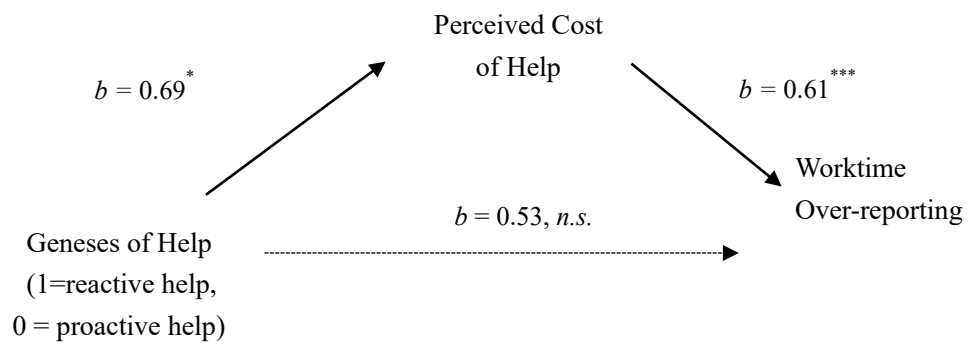 Perceived Cost
of Help
b = 0.69*
b = 0.61***
Worktime
Over-reporting
b = 0.53, n.s.
Geneses of Help
(1=reactive help,
0 = proactive help)